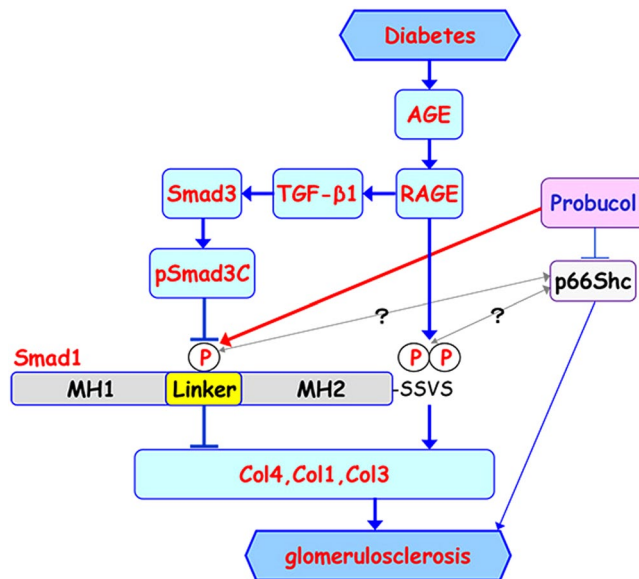 Diabetes
AGE
Smad3
TGF-β1
RAGE
Probucol
pSmad3C
p66Shc
?
?
Smad1
P
P P
MH1
Linker
MH2
-SSVS
Col4,Col1,Col3
glomerulosclerosis